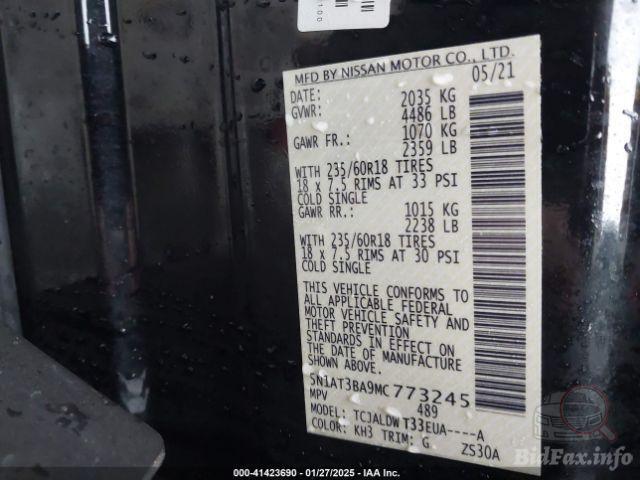 100
MFD BY NISSAN MOTOR CO., LTD.
DATE: 05/21
GVWR: 2035 KG
4486 LB
GAWR FR.: 1070 KG
2359 LB
WITH 235/60R18 TIRES
18 x 7.5 RIMS AT 33 PSI
COLD SINGLE
GAWR RR.: 1015 KG
2238 LB
WITH 235/60R18 TIRES
18 x 7.5 RIMS AT 30 PSI
COLD SINGLE
THIS VEHICLE CONFORMS TO
ALL APPLICABLE FEDERAL
MOTOR VEHICLE SAFETY AND
THEFT PREVENTION
STANDARDS IN EFFECT ON
THE DATE OF MANUFACTURE
SHOWN ABOVE.
5N1AT3BA9MC773245
MPV 489
MODEL: TCJALDWT33EUA----A
COLOR: KH3 TRIM: G ZS30A
BidFax.info
000-41423690 - 01/27/2025 - IAA Inc.